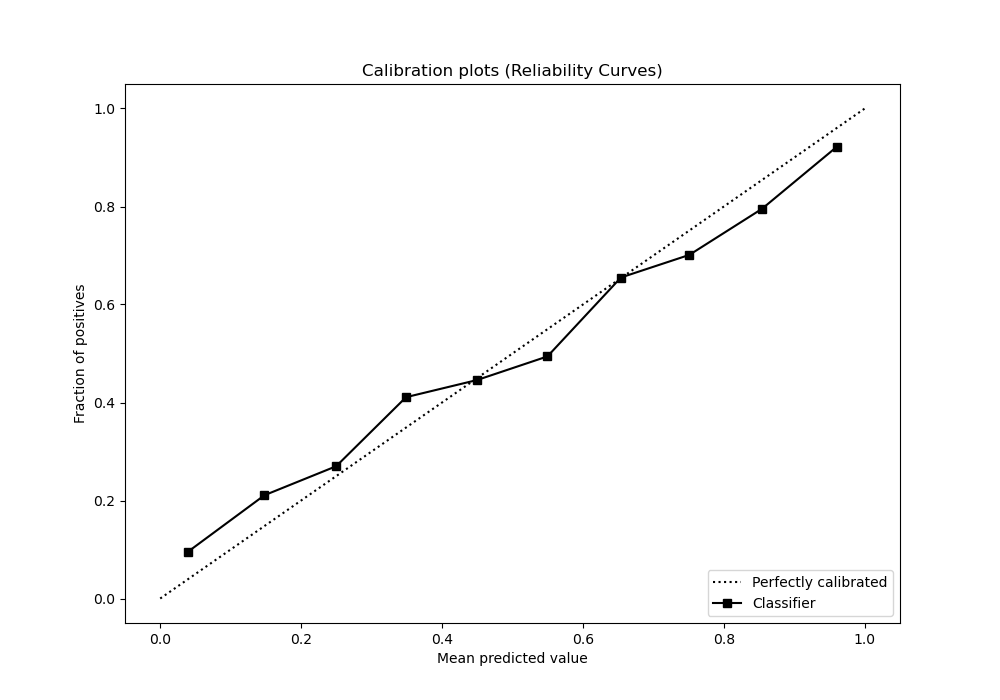 Calibration plots (Reliability Curves)
1.0
0.8
0.6
0.4
0.2
0.0
Fraction of positives
Perfectly calibrated
Classifier
0.0 0.2 0.4 0.6 0.8 1.0
Mean predicted value